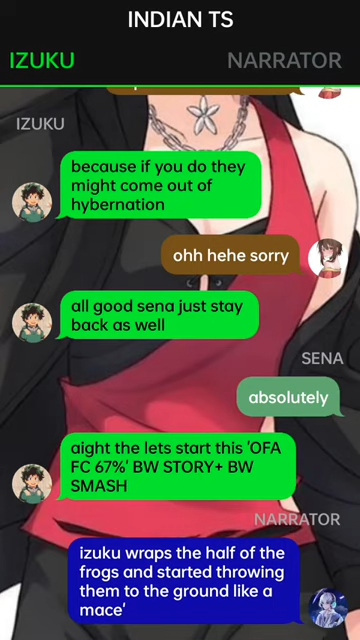 INDIAN TS
IZUKU NARRATOR
IZUKU
because if you do they
might come out of
hybernation
ohh hehe sorry
all good sena just stay
back as well
SENA
absolutely
aight the lets start this 'OFA
FC 67%' BW STORY+ BW
SMASH
NARRATOR
izuku wraps the half of the
frogs and started throwing
them to the ground like a
mace'